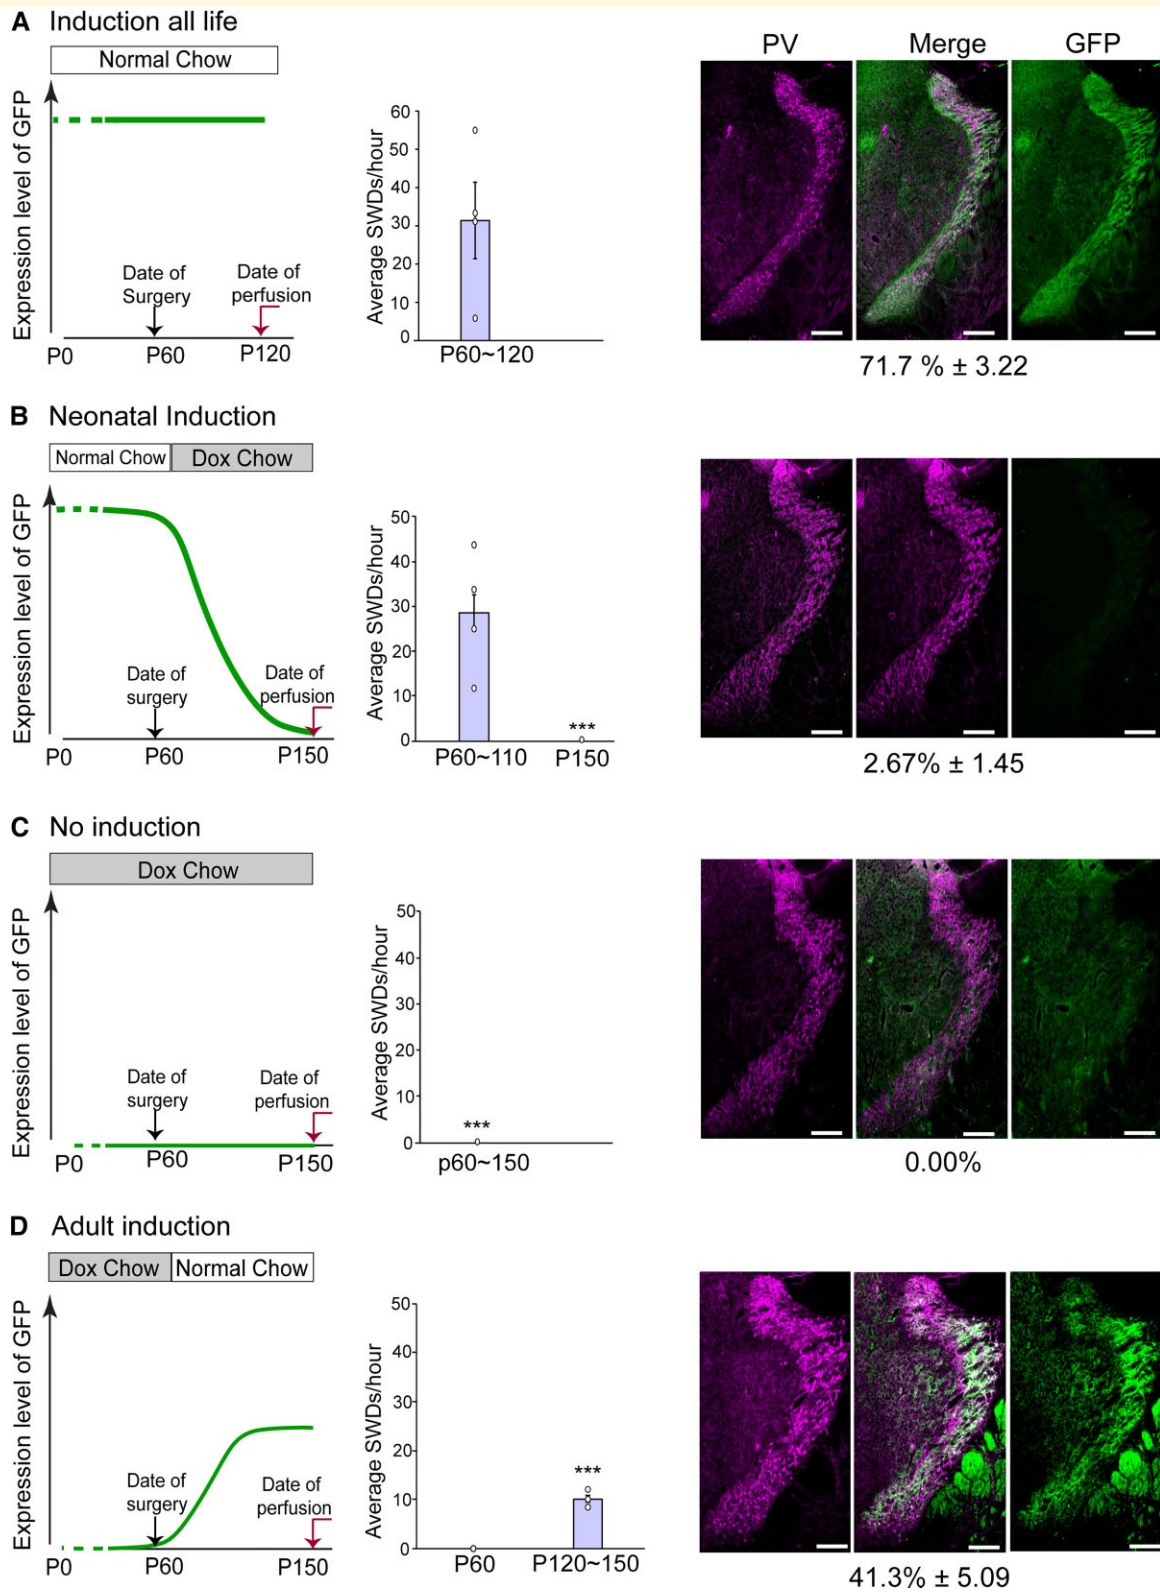 A Induction all life
Normal Chow
Expression level of GFP
Date of
Surgery
Date of
perfusion
P0
P60
P120
Average SWDs/hour
60
50
40
30
20
10
0
P60~120
PV
Merge
GFP
71.7 % ± 3.22
B Neonatal Induction
Normal Chow
Dox Chow
Expression level of GFP
Date of
surgery
Date of
perfusion
P0
P60
P150
Average SWDs/hour
50
40
30
20
10
0
***
P60~110
P150
2.67% ± 1.45
C No induction
Dox Chow
Expression level of GFP
Date of
surgery
Date of
perfusion
P0
P60
P150
Average SWDs/hour
50
40
30
20
10
0
***
p60~150
0.00%
D Adult induction
Dox Chow
Normal Chow
Expression level of GFP
Date of
surgery
Date of
perfusion
P0
P60
P150
Average SWDs/hour
50
40
30
20
10
0
***
P60
P120~150
41.3% ± 5.09